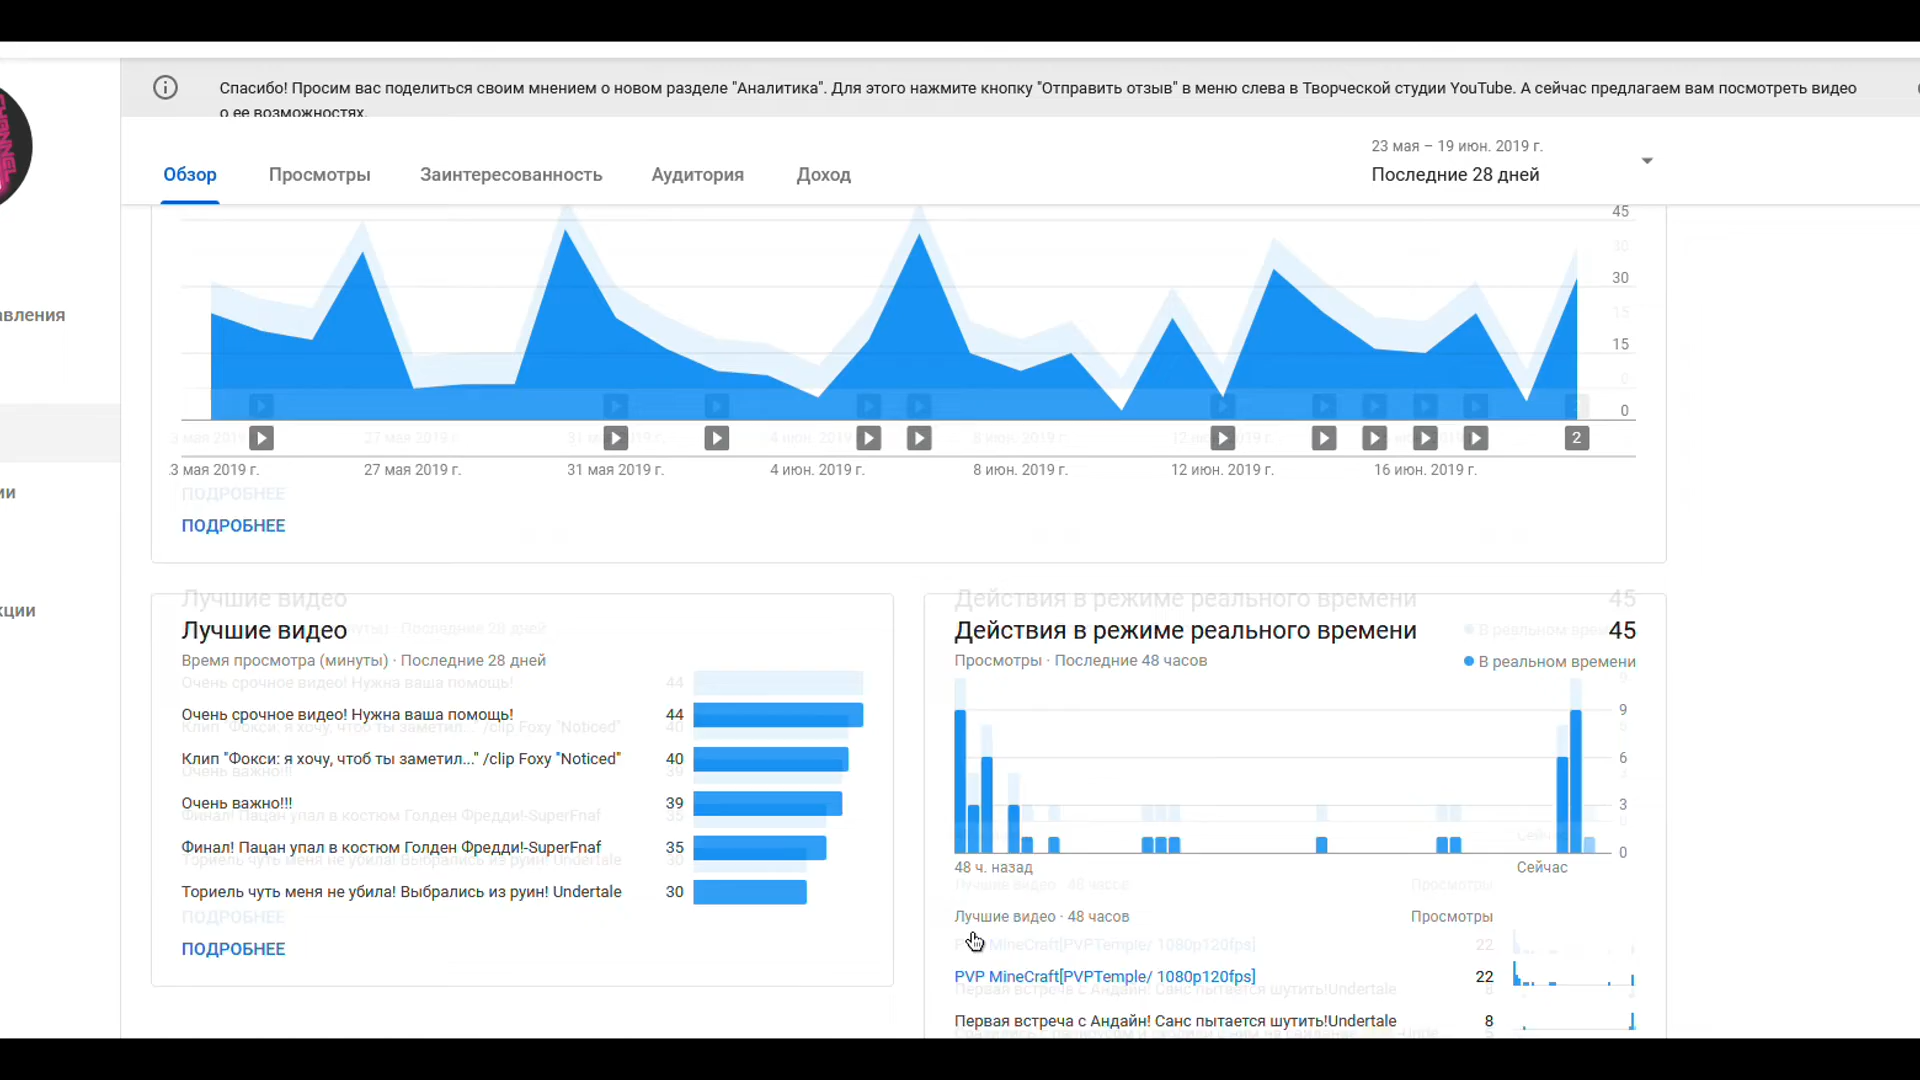 CHANNEL
Спасибо! Просим вас поделиться своим мнением о новом разделе "Аналитика". Для этого нажмите кнопку "Отправить отзыв" в меню слева в Творческой студии YouTube. А сейчас предлагаем вам посмотреть видео
о ее возможностях.
23 мая – 19 июн. 2019 г.
Обзор Просмотры Заинтересованность Аудитория Доход Последние 28 дней
45
30
авления
15
0
2
3 мая 2019 г. 27 мая 2019 г. 31 мая 2019 г. 4 июн. 2019 г. 8 июн. 2019 г. 12 июн. 2019 г. 16 июн. 2019 г.
ии
ПОДРОБНЕЕ
кции
Лучшие видео
Время просмотра (минуты) · Последние 28 дней
Очень срочное видео! Нужна ваша помощь! 44
Клип "Фокси: я хочу, чтоб ты заметил..." /clip Foxy "Noticed" 40
Очень важно!!! 39
Финал! Пацан упал в костюм Голден Фредди!-SuperFnaf 35
Ториель чуть меня не убила! Выбрались из руин! Undertale 30
ПОДРОБНЕЕ
Действия в режиме реального времени 45
Просмотры · Последние 48 часов В реальном времени
9
6
3
0
48 ч. назад Сейчас
Лучшие видео · 48 часов Просмотры
PVP MineCraft[PVPTemple/ 1080p120fps] 22
Первая встреча с Андайн! Санс пытается шутить!Undertale 8